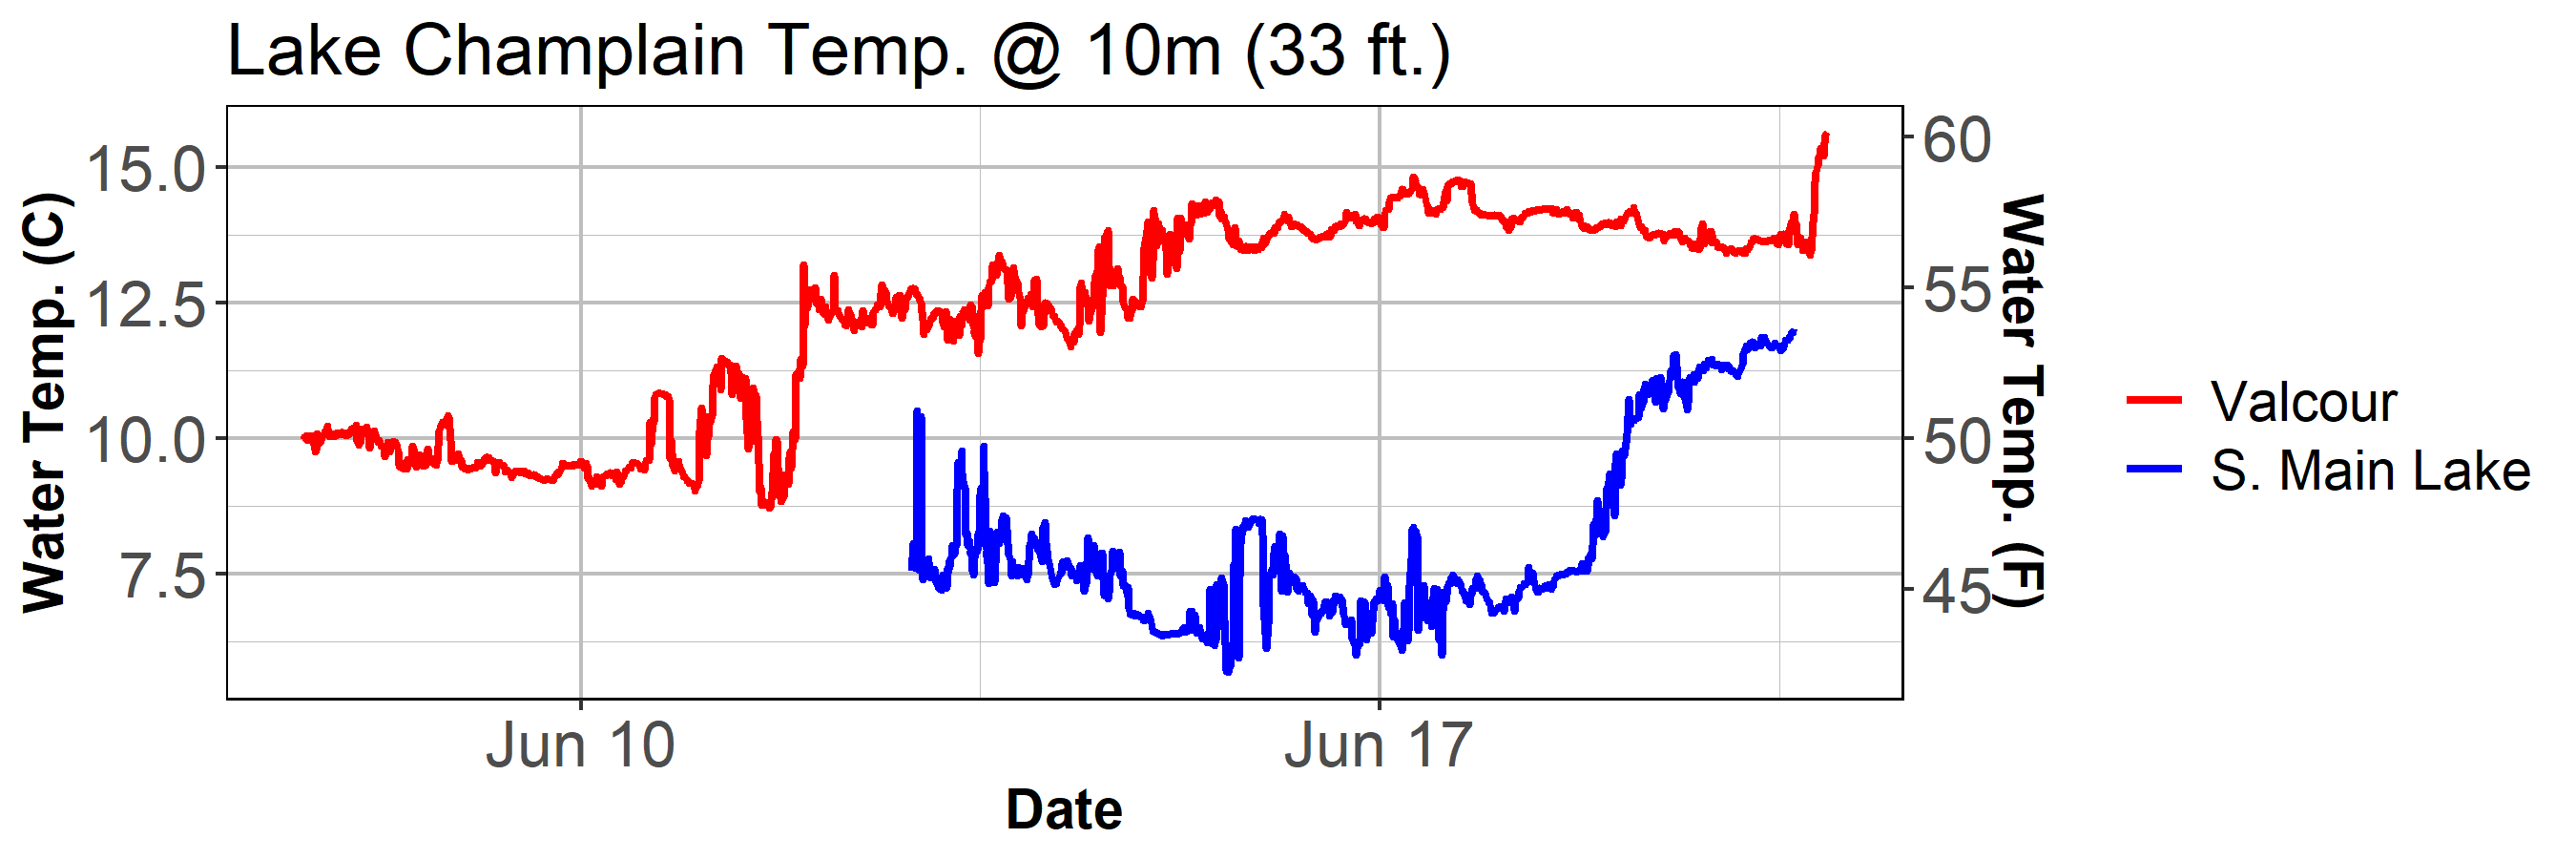 Lake Champlain Temp. @ 10m (33 ft.)
Water Temp. (C)
15.0
12.5
10.0
7.5
60
55
50
45
Water Temp. (F)
Jun 10
Jun 17
Date
Valcour
S. Main Lake